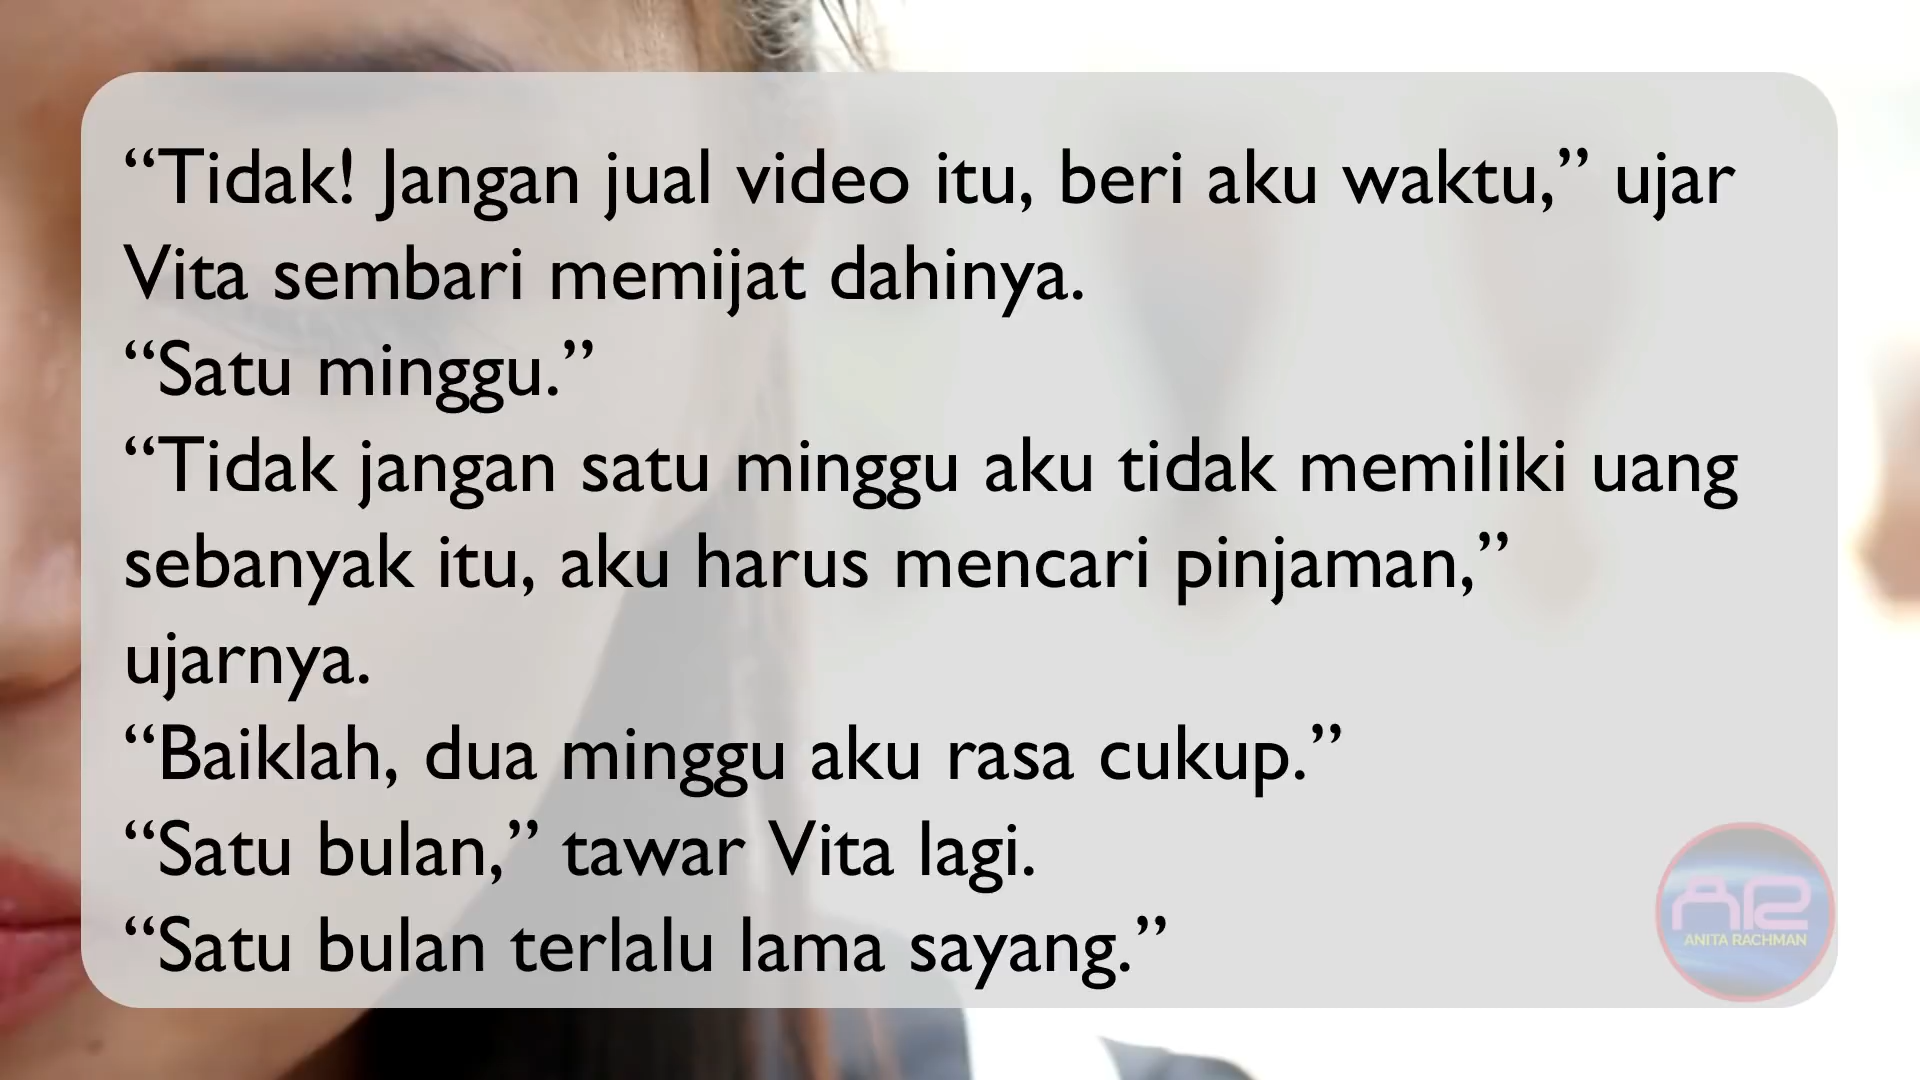 “Tidak! Jangan jual video itu, beri aku waktu,” ujar
Vita sembari memijat dahinya.
“Satu minggu.”
“Tidak jangan satu minggu aku tidak memiliki uang
sebanyak itu, aku harus mencari pinjaman,”
ujarnya.
“Baiklah, dua minggu aku rasa cukup.”
“Satu bulan,” tawar Vita lagi.
“Satu bulan terlalu lama sayang.”
AR
ANITA RACHMAN